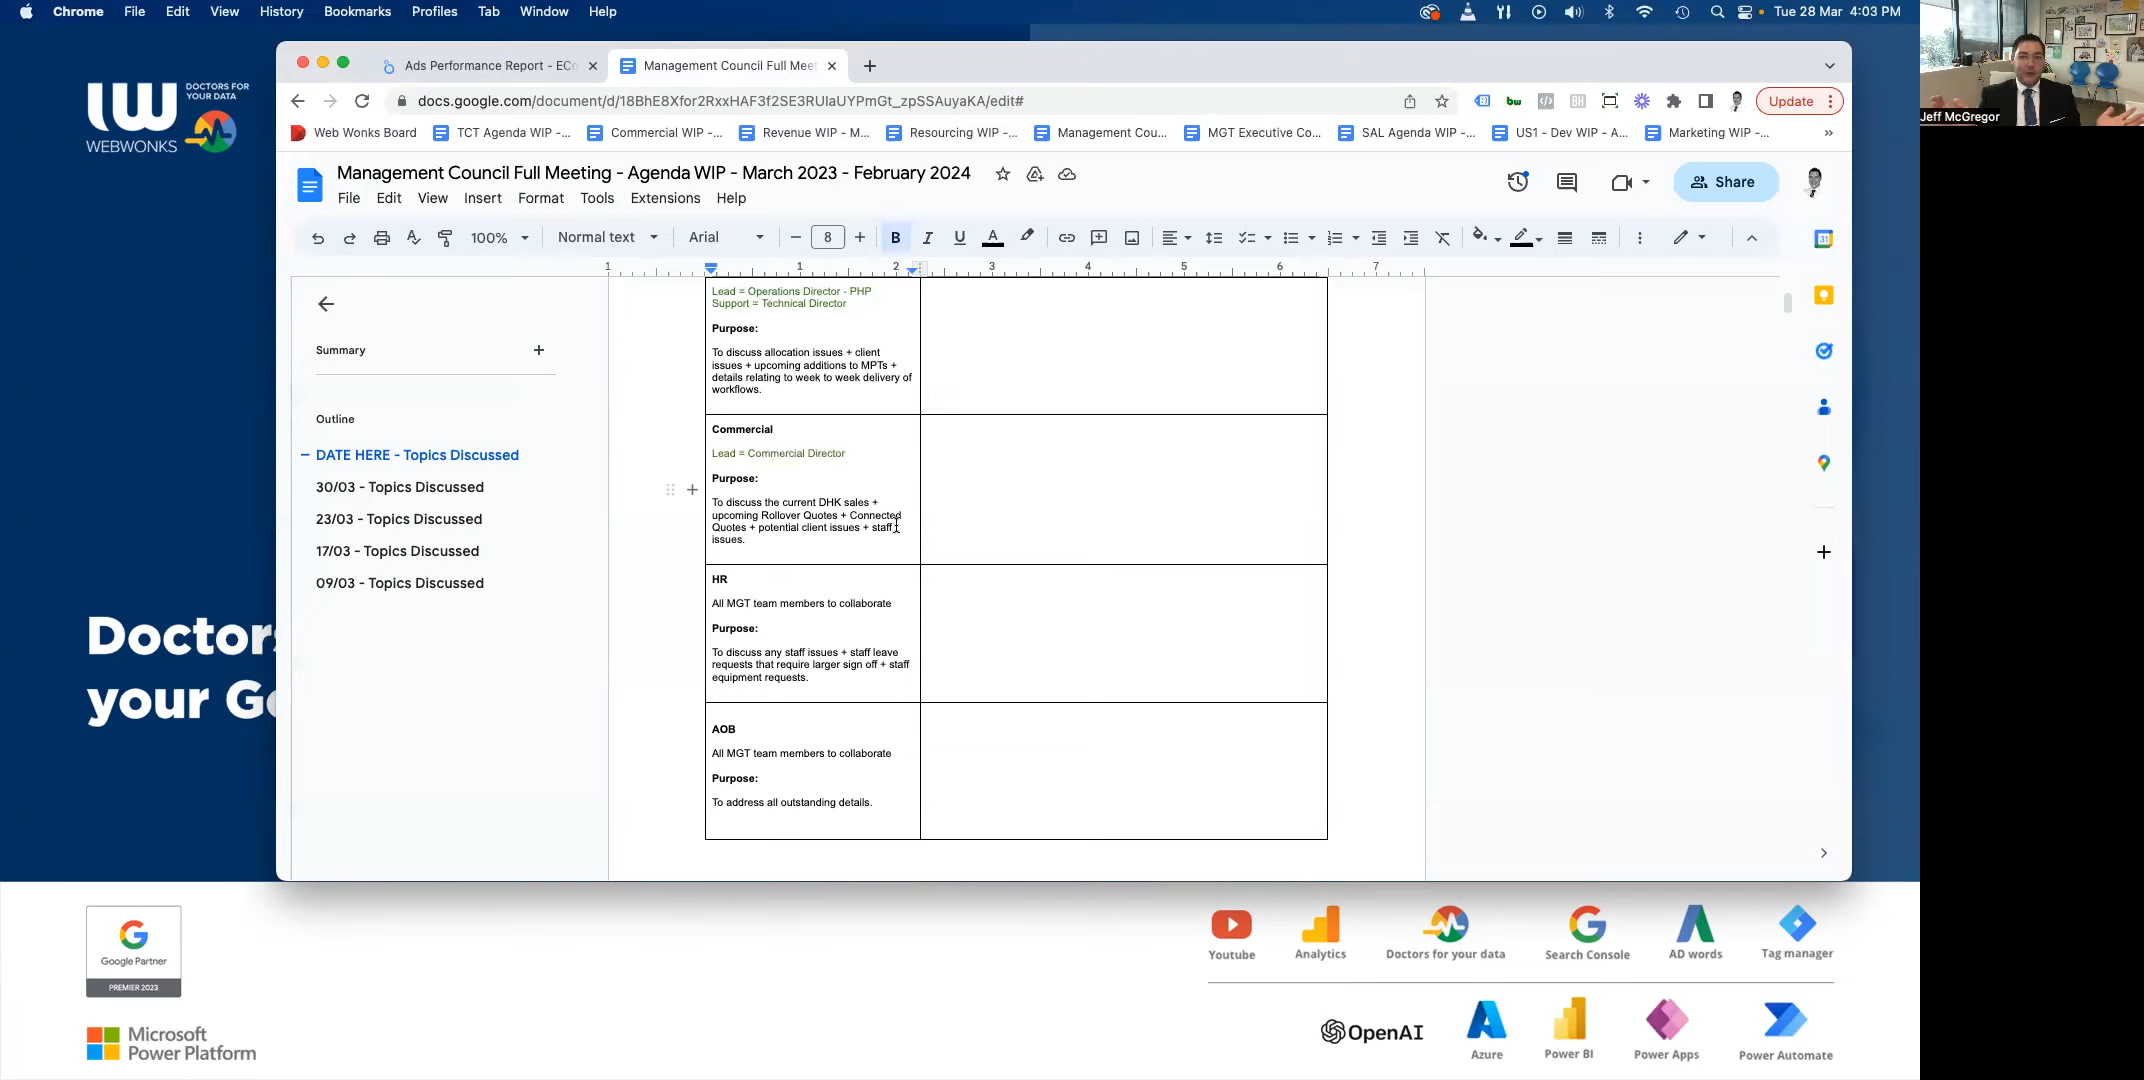 Chrome File Edit View History Bookmarks Profiles Tab Window Help
Tue 28 Mar 4:03 PM
Jeff McGregor
WEBWONKS
DOCTORS FOR
YOUR DATA
Ads Performance Report - ECo
Management Council Full Meet
docs.google.com/document/d/18BhE8Xfor2RxxHAF3f2SE3RUIaUYPmGt_zpSSAuyaKA/edit#
Update
Web Wonks Board
TCT Agenda WIP -...
Commercial WIP -...
Revenue WIP - M...
Resourcing WIP -...
Management Cou...
MGT Executive Co...
SAL Agenda WIP -...
US1 - Dev WIP - A...
Marketing WIP -...
Management Council Full Meeting - Agenda WIP - March 2023 - February 2024
Share
File Edit View Insert Format Tools Extensions Help
100% Normal text Arial 8 B I U A
1 1 2 3 4 5 6 7
Summary
Outline
DATE HERE - Topics Discussed
30/03 - Topics Discussed
23/03 - Topics Discussed
17/03 - Topics Discussed
09/03 - Topics Discussed
Lead = Operations Director - PHP
Support = Technical Director
Purpose:
To discuss allocation issues + client
issues + upcoming additions to MPTs +
details relating to week to week delivery of
workflows.
Commercial
Lead = Commercial Director
Purpose:
To discuss the current DHK sales +
upcoming Rollover Quotes + Connected
Quotes + potential client issues + staff
issues.
HR
All MGT team members to collaborate
Purpose:
To discuss any staff issues + staff leave
requests that require larger sign off + staff
equipment requests.
AOB
All MGT team members to collaborate
Purpose:
To address all outstanding details.
Doctors
your Go
Google Partner
PREMIER 2023
Microsoft
Power Platform
Youtube
Analytics
Doctors for your data
Search Console
AD words
Tag manager
OpenAI
Azure
Power BI
Power Apps
Power Automate